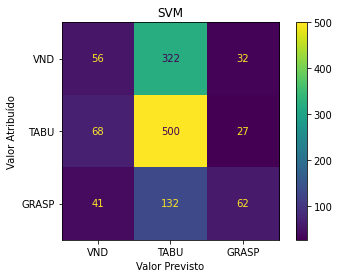 SVM
Valor Atribuído
VND
TABU
GRASP
56 322 32
68 500 27
41 132 62
VND TABU GRASP
Valor Previsto
500
400
300
200
100